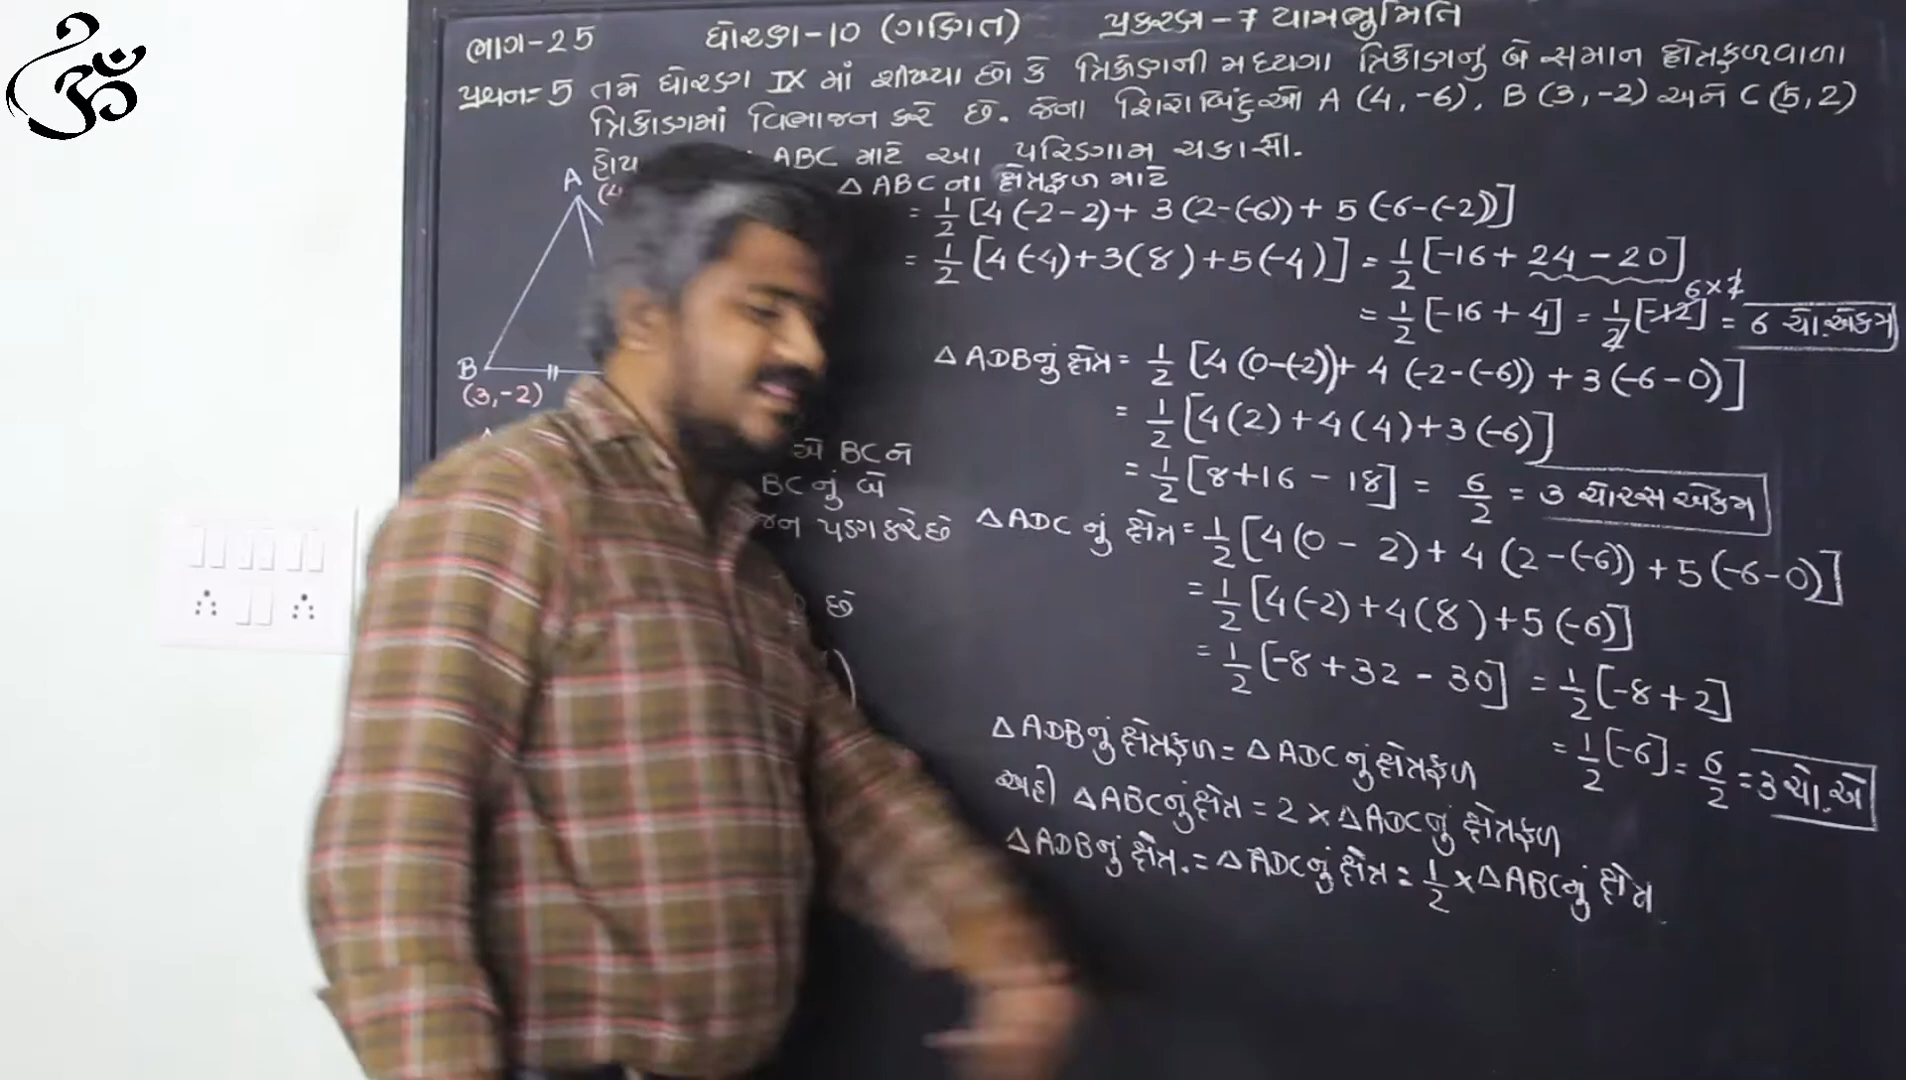 ૐ
ભાગ-25 ધોરણ-10 (ગણિત) પ્રકરણ-7 યામભૂમિતિ
પ્રશ્ન:-5 તમે ધોરણ IX માં શીખ્યા છો કે ત્રિકોણની મધ્યગા ત્રિકોણનું બે સમાન ક્ષેત્રફળવાળા
ત્રિકોણમાં વિભાજન કરે છે. જેના શિરોબિંદુઓ A (4, -6), B (3, -2) અને C (5, 2)
હોય ABC માટે આ પરિણામ ચકાસો.
A
(4
B
(3,-2)
એ BC ને
BC નું બે
પણ કરે છે
છે
△ABC ના ક્ષેત્રફળ માટે
= 1/2 [4 (-2-2) + 3 (2-(-6)) + 5 (-6-(-2))]
= 1/2 [4 (-4) + 3(8) + 5(-4)] = 1/2 [-16 + 24 - 20]
= 1/2 [-16 + 4] = 1/2 [-12] = 6 ચો.એકમ
△ADB નું ક્ષેત્ર = 1/2 [4 (0-(-2)) + 4 (-2-(-6)) + 3 (-6-0)]
= 1/2 [4(2) + 4(4) + 3(-6)]
= 1/2 [8+16 - 18] = 6/2 = 3 ચોરસ એકમ
△ADC નું ક્ષેત્ર = 1/2 [4 (0 - 2) + 4 (2-(-6)) + 5 (-6-0)]
= 1/2 [4(-2) + 4(8) + 5(-6)]
= 1/2 [-8 + 32 - 30] = 1/2 [-8+2]
= 1/2 [-6] = 6/2 = 3 ચો.એ
△ADB નું ક્ષેત્રફળ = △ADC નું ક્ષેત્રફળ
અહીં △ABC નું ક્ષેત્ર = 2 × △ADC નું ક્ષેત્રફળ
△ADB નું ક્ષેત્ર. = △ADC નું ક્ષેત્ર = 1/2 × △ABC નું ક્ષેત્ર